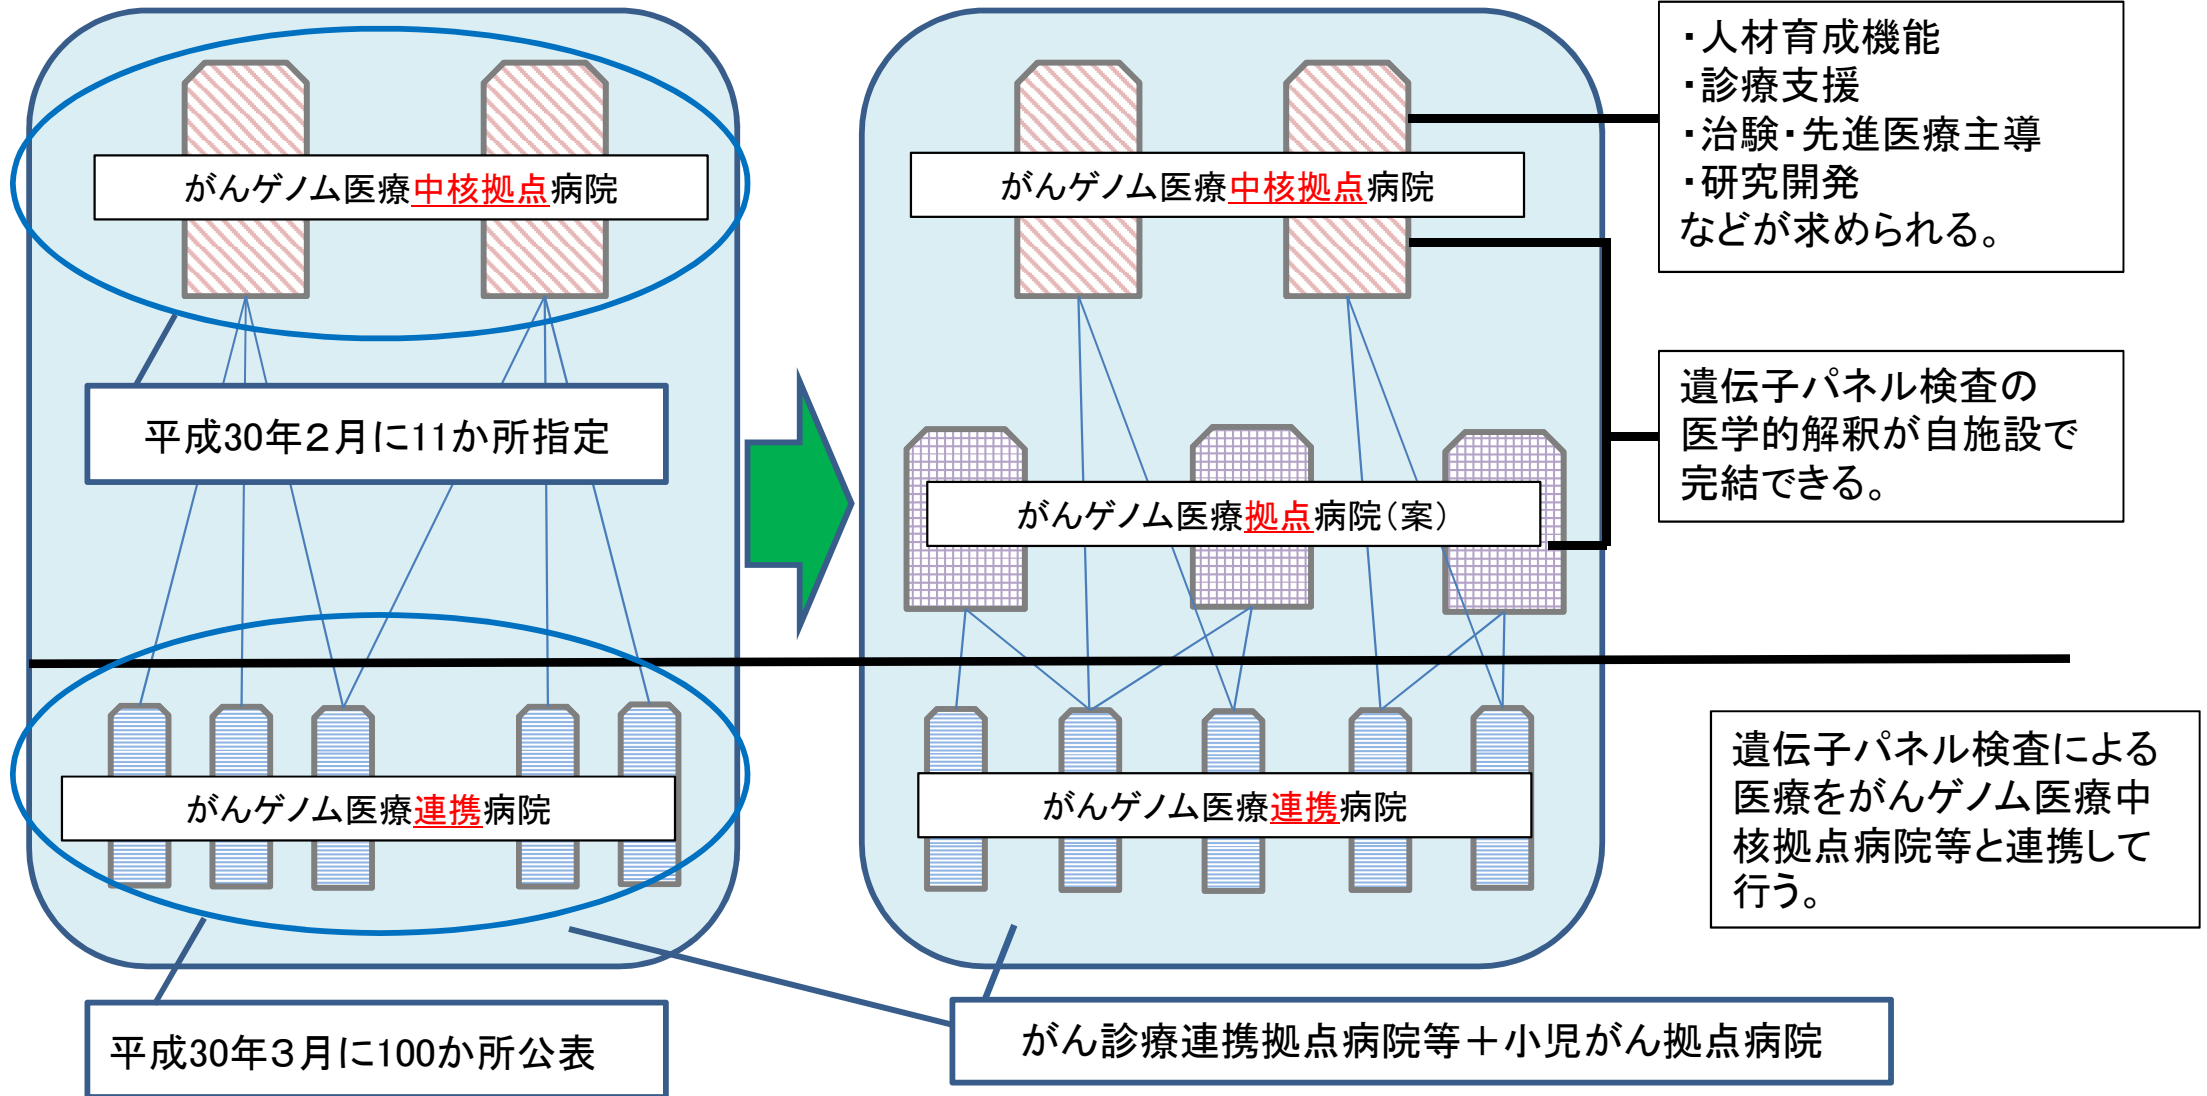 がんゲノム医療中核拠点病院
平成30年2月に11か所指定
がんゲノム医療連携病院
平成30年3月に100か所公表
がんゲノム医療中核拠点病院
がんゲノム医療拠点病院(案)
がんゲノム医療連携病院
がん診療連携拠点病院等+小児がん拠点病院
・人材育成機能
・診療支援
・治験・先進医療主導
・研究開発
などが求められる。
遺伝子パネル検査の
医学的解釈が自施設で
完結できる。
遺伝子パネル検査による
医療をがんゲノム医療中
核拠点病院等と連携して
行う。